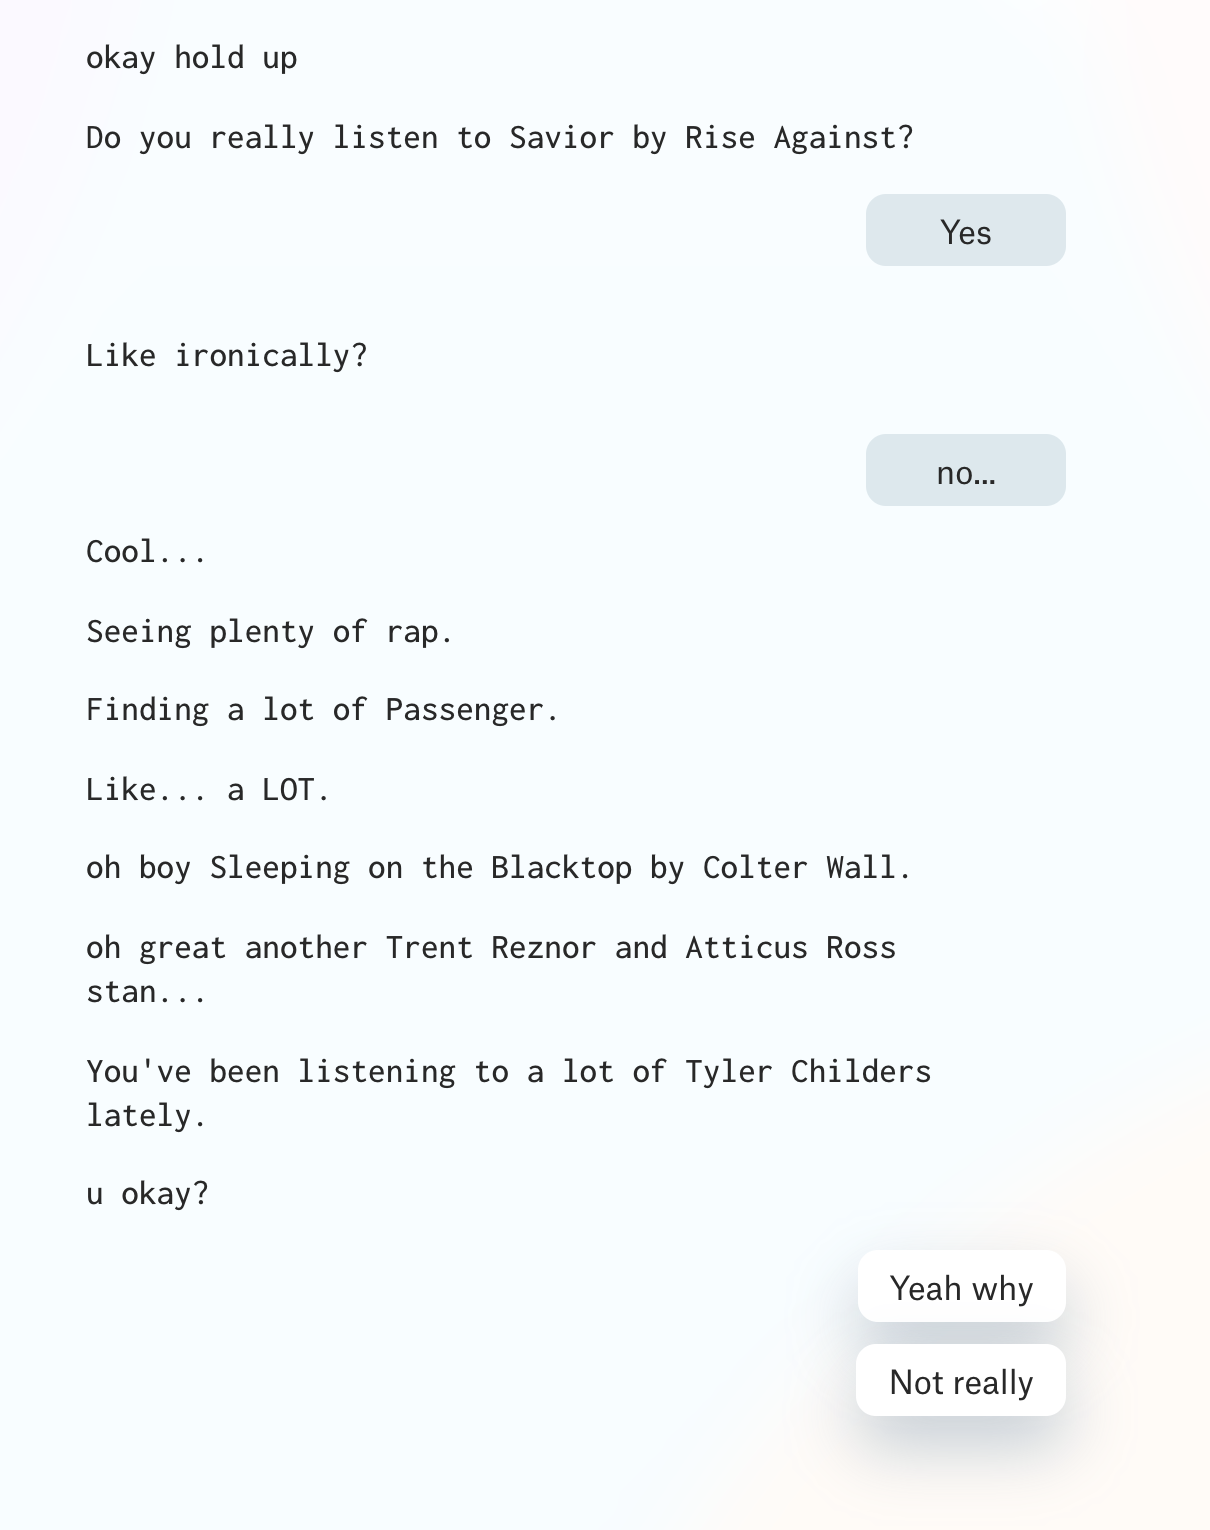 okay hold up
Do you really listen to Savior by Rise Against?
Yes
Like ironically?
no...
Cool...
Seeing plenty of rap.
Finding a lot of Passenger.
Like... a LOT.
oh boy Sleeping on the Blacktop by Colter Wall.
oh great another Trent Reznor and Atticus Ross
stan...
You've been listening to a lot of Tyler Childers
lately.
u okay?
Yeah why
Not really